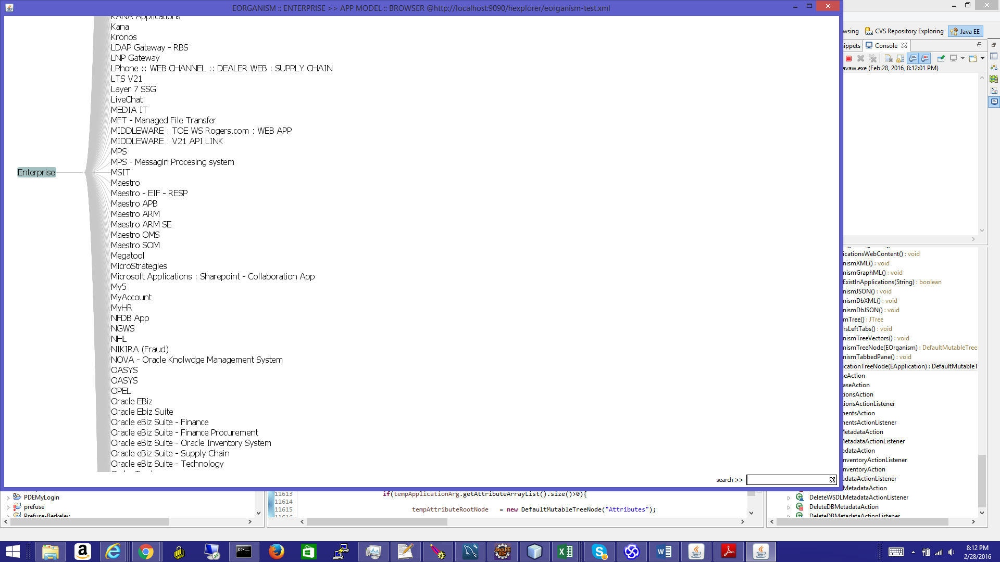 EORGANISM :: ENTERPRISE >> APP MODEL :: BROWSER @http://localhost:9090/hexplorer/eorganism-test.xml
KANA Applications
Kana
Kronos
LDAP Gateway - RBS
LNP Gateway
LPhone :: WEB CHANNEL :: DEALER WEB : SUPPLY CHAIN
LTS V21
Layer 7 SSG
LiveChat
MEDIA IT
MFT - Managed File Transfer
MIDDLEWARE : TOE WS Rogers.com : WEB APP
MIDDLEWARE : V21 API LINK
MPS
MPS - Messagin Procesing system
Enterprise
MSIT
Maestro
Maestro - EIF - RESP
Maestro APB
Maestro ARM
Maestro ARM SE
Maestro OMS
Maestro SOM
Megatool
MicroStrategies
Microsoft Applications : Sharepoint - Collaboration App
My5
MyAccount
MyHR
NFDB App
NGWS
NHL
NIKIRA (Fraud)
NOVA - Oracle Knolwdge Management System
OASYS
OASYS
OPEL
Oracle EBiz
Oracle Ebiz Suite
Oracle eBiz Suite - Finance
Oracle eBiz Suite - Finance Procurement
Oracle eBiz Suite - Oracle Inventory System
Oracle eBiz Suite - Supply Chain
Oracle eBiz Suite - Technology
search >>
wsing CVS Repository Exploring Java EE
ippets Console
avaw.exe (Feb 28, 2016, 8:12:01 PM)
icationsWebContent() : void
nismXML() : void
nismGraphML() : void
ExistInApplications(String) : boolean
nismJSON() : void
nismDbXML() : void
nismDbJSON() : void
mTree() : JTree
rsLeftTabs() : void
nismTreeVectors() : void
nismTreeNode(EOrganism) : DefaultMutableTree
nismTabbedPane() : void
icationTreeNode(EApplication) : DefaultMutableT
eAction
aseAction
ionsAction
ionsActionListener
mentsAction
mentsActionListener
MetadataAction
MetadataActionListener
adataAction
nventoryActionListener
nventoryAction
adataActionListener
MetadataAction
DeleteWSDLMetadataListener
DeleteDBMetadataAction
DeleteDBMetadataActionListener
PDEMyLogin
prefuse
Prefuse-Berkeley
11613 if(tempApplicationArg.getAttributeArrayList().size()>0){
11614
11615 tempAttributeRootNode = new DefaultMutableTreeNode("Attributes");
11616
8:12 PM
2/28/2016